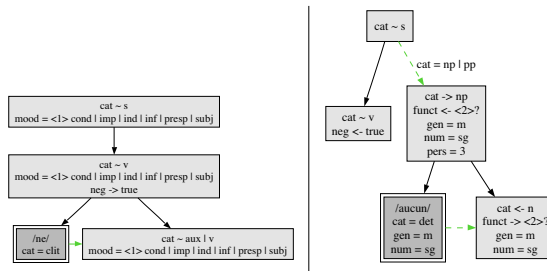 cat ~ s
mood = <1> cond | imp | ind | inf | presp | subj
cat ~ v
mood = <1> cond | imp | ind | inf | presp | subj
neg -> true
/ne/
cat = clit
cat ~ aux | v
mood = <1> cond | imp | ind | inf | presp | subj
cat ~ s
cat = np | pp
cat ~ v
neg <- true
cat -> np
funct <- <2>?
gen = m
num = sg
pers = 3
/aucun/
cat = det
gen = m
num = sg
cat <- n
funct -> <2>?
gen = m
num = sg